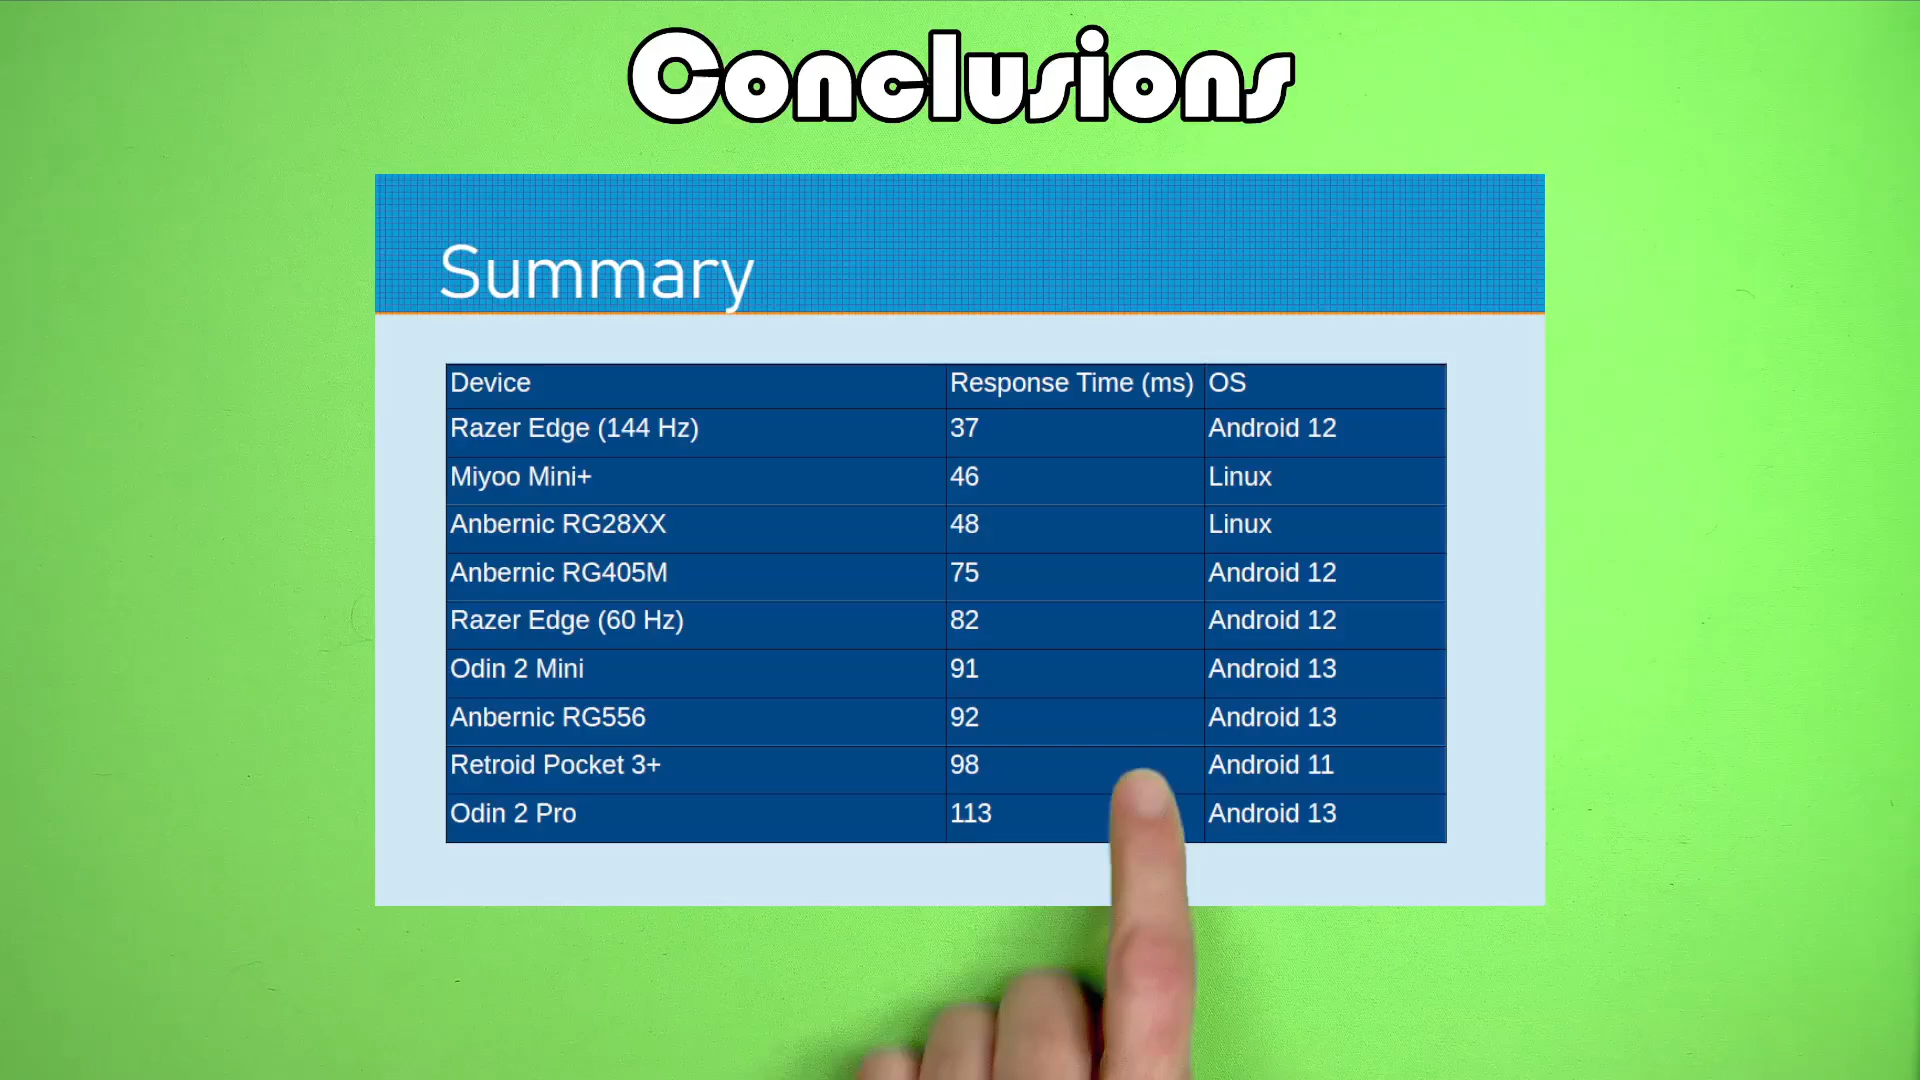 Conclusions
Summary
Device Response Time (ms) OS
Razer Edge (144 Hz) 37 Android 12
Miyoo Mini+ 46 Linux
Anbernic RG28XX 48 Linux
Anbernic RG405M 75 Android 12
Razer Edge (60 Hz) 82 Android 12
Odin 2 Mini 91 Android 13
Anbernic RG556 92 Android 13
Retroid Pocket 3+ 98 Android 11
Odin 2 Pro 113 Android 13